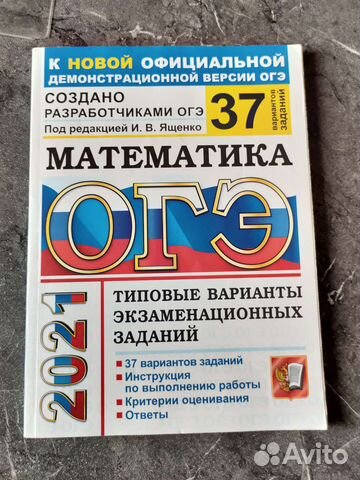 К НОВОЙ ОФИЦИАЛЬНОЙ
ДЕМОНСТРАЦИОННОЙ ВЕРСИИ ОГЭ
СОЗДАНО
РАЗРАБОТЧИКАМИ ОГЭ
Под редакцией И. В. Ященко
37
вариантов
заданий
МАТЕМАТИКА
ОГЭ
2021
ТИПОВЫЕ ВАРИАНТЫ
ЭКЗАМЕНАЦИОННЫХ
ЗАДАНИЙ
▪ 37 вариантов заданий
▪ Инструкция
по выполнению работы
▪ Критерии оценивания
▪ Ответы
Avito